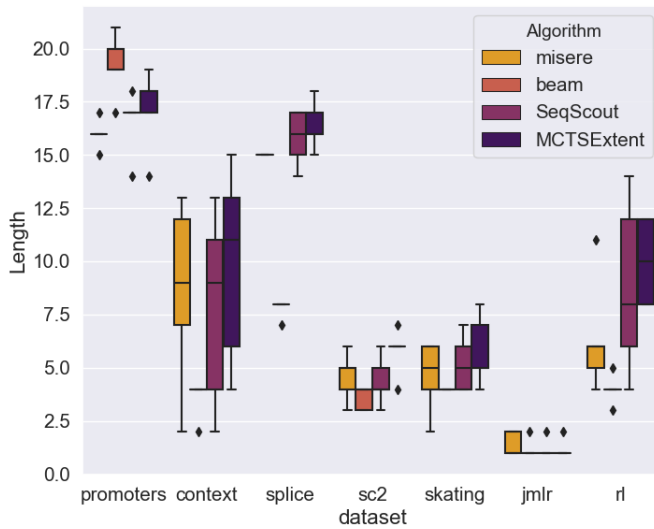 Algorithm
misere
beam
SeqScout
MCTSExtent
Length
20.0
17.5
15.0
12.5
10.0
7.5
5.0
2.5
0.0
promoters context splice sc2 skating jmlr rl
dataset